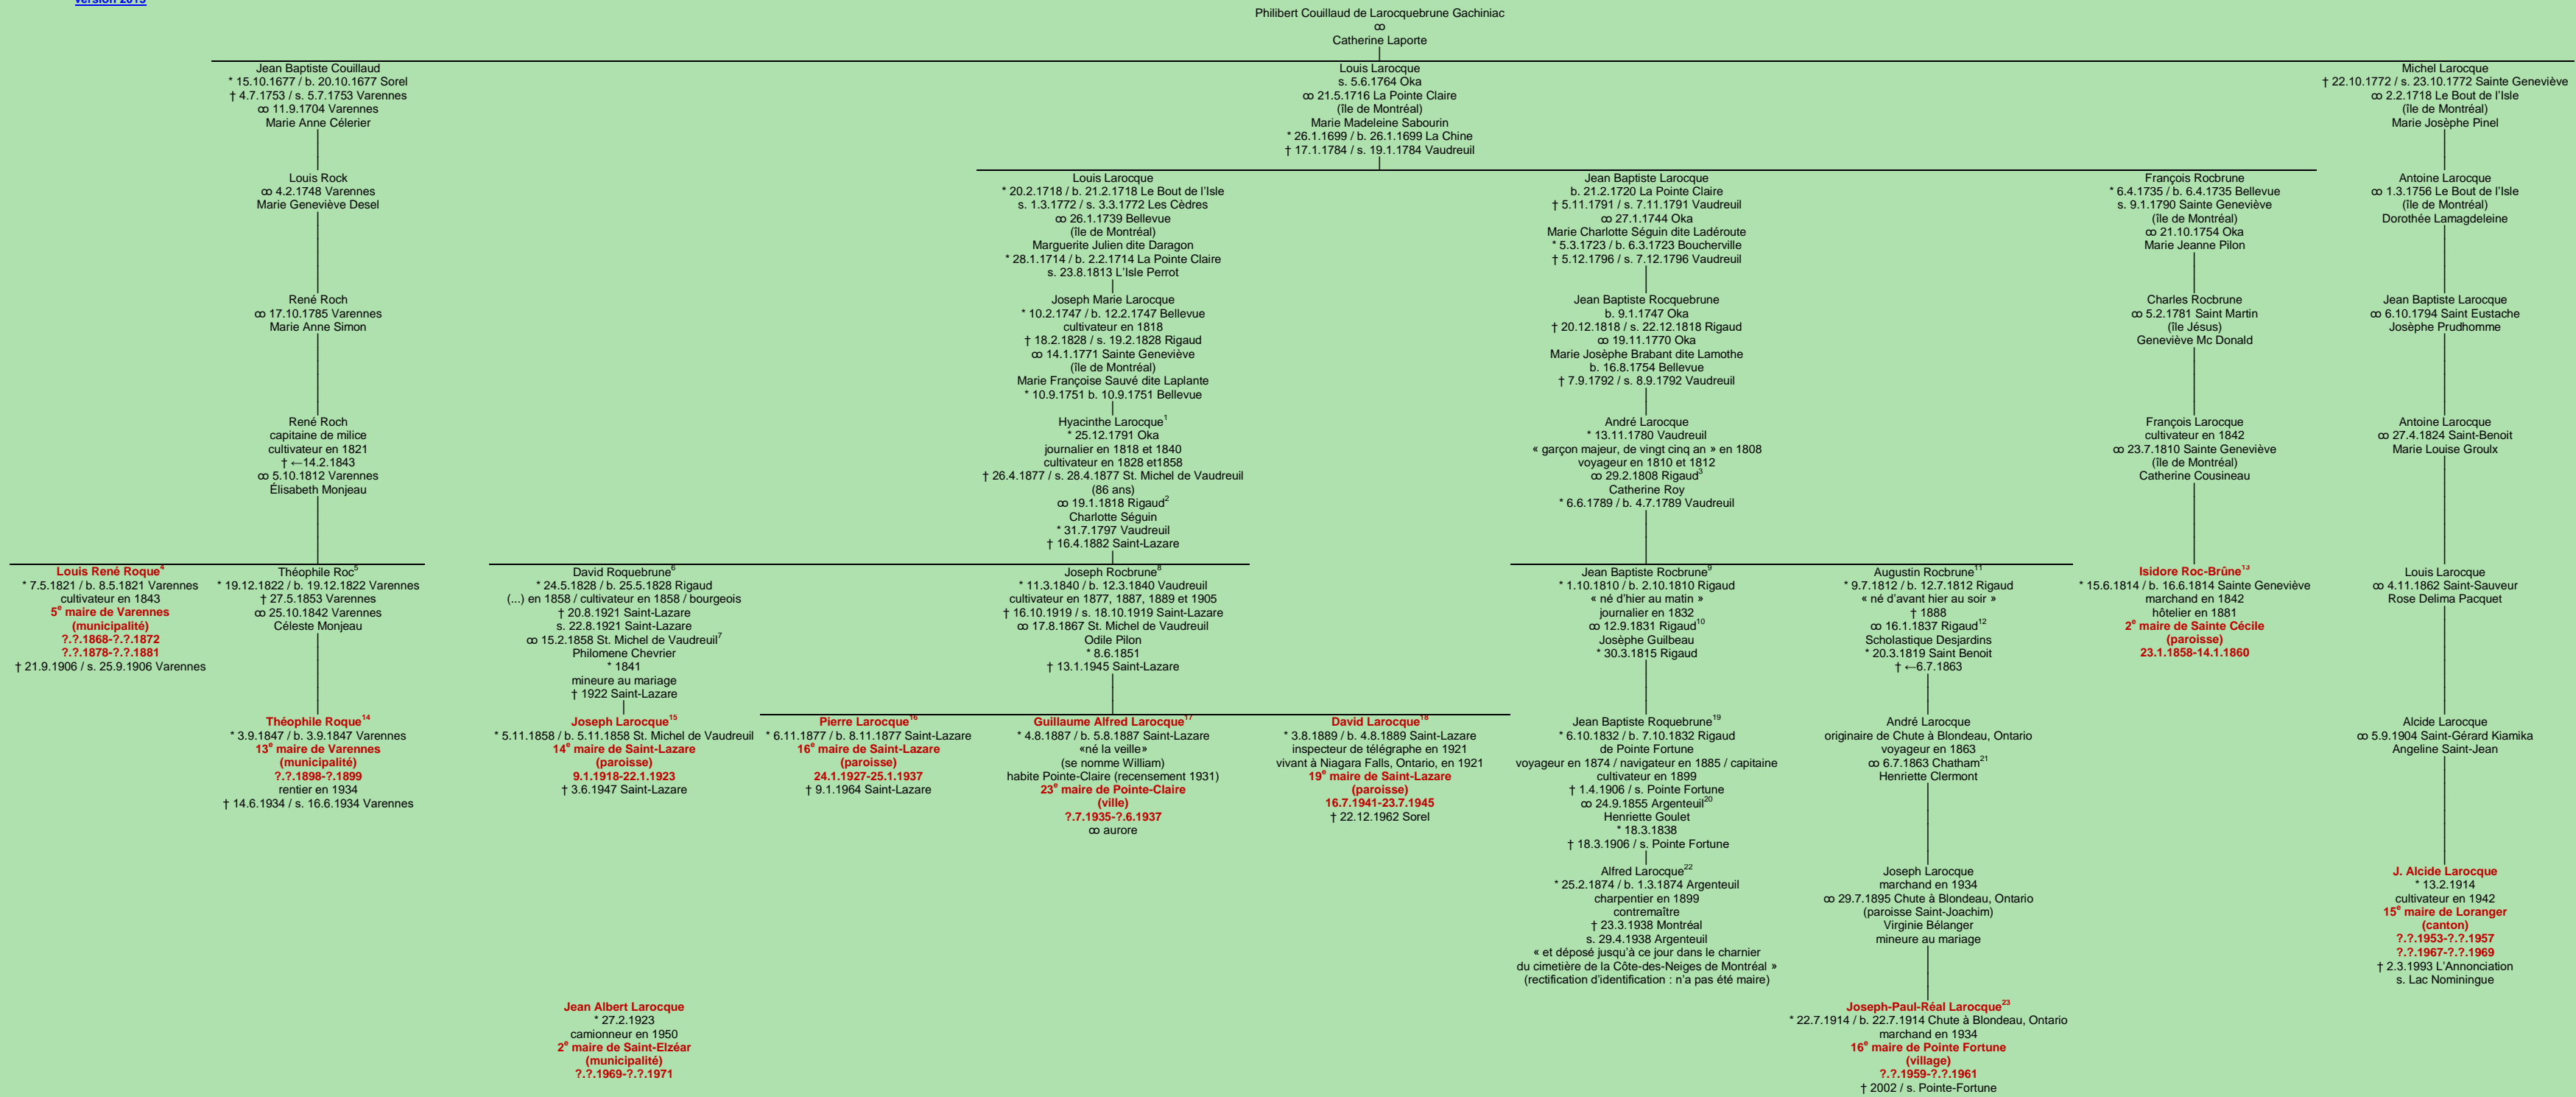 version 2015
Philibert Couillaud de Larocquebrune Gachiniac
ꝏ
Catherine Laporte
Jean Baptiste Couillaud
* 15.10.1677 / b. 20.10.1677 Sorel
† 4.7.1753 / s. 5.7.1753 Varennes
ꝏ 11.9.1704 Varennes
Marie Anne Célerier
Louis Larocque
s. 5.6.1764 Oka
ꝏ 21.5.1716 La Pointe Claire
(île de Montréal)
Marie Madeleine Sabourin
* 26.1.1699 / b. 26.1.1699 La Chine
† 17.1.1784 / s. 19.1.1784 Vaudreuil
Michel Larocque
† 22.10.1772 / s. 23.10.1772 Sainte Geneviève
ꝏ 2.2.1718 Le Bout de l'Isle
(île de Montréal)
Marie Josèphe Pinel
Louis Rock
ꝏ 4.2.1748 Varennes
Marie Geneviève Desel
Louis Larocque
* 20.2.1718 / b. 21.2.1718 Le Bout de l'Isle
s. 1.3.1772 / s. 3.3.1772 Les Cèdres
ꝏ 26.1.1739 Bellevue
(île de Montréal)
Marguerite Julien dite Daragon
* 28.1.1714 / b. 2.2.1714 La Pointe Claire
s. 23.8.1813 L'Isle Perrot
Jean Baptiste Larocque
b. 21.2.1720 La Pointe Claire
† 5.11.1791 / s. 7.11.1791 Vaudreuil
ꝏ 27.1.1744 Oka
Marie Charlotte Séguin dite Ladéroute
* 5.3.1723 / b. 6.3.1723 Boucherville
† 5.12.1796 / s. 7.12.1796 Vaudreuil
François Rocbrune
* 6.4.1735 / b. 6.4.1735 Bellevue
s. 9.1.1790 Sainte Geneviève
(île de Montréal)
ꝏ 21.10.1754 Oka
Marie Jeanne Pilon
Antoine Larocque
ꝏ 1.3.1756 Le Bout de l'Isle
(île de Montréal)
Dorothée Lamagdeleine
René Roch
ꝏ 17.10.1785 Varennes
Marie Anne Simon
Joseph Marie Larocque
* 10.2.1747 / b. 12.2.1747 Bellevue
cultivateur en 1818
† 18.2.1828 / s. 19.2.1828 Rigaud
ꝏ 14.1.1771 Sainte Geneviève
(île de Montréal)
Marie Françoise Sauvé dite Laplante
* 10.9.1751 b. 10.9.1751 Bellevue
Jean Baptiste Rocquebrune
b. 9.1.1747 Oka
† 20.12.1818 / s. 22.12.1818 Rigaud
ꝏ 19.11.1770 Oka
Marie Josèphe Brabant dite Lamothe
b. 16.8.1754 Bellevue
† 7.9.1792 / s. 8.9.1792 Vaudreuil
Charles Rocbrune
ꝏ 5.2.1781 Saint Martin
(île Jésus)
Geneviève Mc Donald
Jean Baptiste Larocque
ꝏ 6.10.1794 Saint Eustache
Josèphe Prudhomme
René Roch
capitaine de milice
cultivateur en 1821
† ←14.2.1843
ꝏ 5.10.1812 Varennes
Élisabeth Monjeau
Hyacinthe Larocque¹
* 25.12.1791 Oka
journalier en 1818 et 1840
cultivateur en 1828 et1858
† 26.4.1877 / s. 28.4.1877 St. Michel de Vaudreuil
(86 ans)
ꝏ 19.1.1818 Rigaud²
Charlotte Séguin
* 31.7.1797 Vaudreuil
† 16.4.1882 Saint-Lazare
André Larocque
* 13.11.1780 Vaudreuil
« garçon majeur, de vingt cinq an » en 1808
voyageur en 1810 et 1812
ꝏ 29.2.1808 Rigaud³
Catherine Roy
* 6.6.1789 / b. 4.7.1789 Vaudreuil
François Larocque
cultivateur en 1842
ꝏ 23.7.1810 Sainte Geneviève
(île de Montréal)
Catherine Cousineau
Antoine Larocque
ꝏ 27.4.1824 Saint-Benoit
Marie Louise Groulx
Louis René Roque⁴
* 7.5.1821 / b. 8.5.1821 Varennes
cultivateur en 1843
5ᵉ maire de Varennes
(municipalité)
?.?.1868-?.?.1872
?.?.1878-?.?.1881
† 21.9.1906 / s. 25.9.1906 Varennes
Théophile Roc⁵
* 19.12.1822 / b. 19.12.1822 Varennes
† 27.5.1853 Varennes
ꝏ 25.10.1842 Varennes
Céleste Monjeau
David Roquebrune⁶
* 24.5.1828 / b. 25.5.1828 Rigaud
(...) en 1858 / cultivateur en 1858 / bourgeois
† 20.8.1921 Saint-Lazare
s. 22.8.1921 Saint-Lazare
ꝏ 15.2.1858 St. Michel de Vaudreuil⁷
Philomene Chevrier
* 1841
mineure au mariage
† 1922 Saint-Lazare
Joseph Rocbrune⁸
* 11.3.1840 / b. 12.3.1840 Vaudreuil
cultivateur en 1877, 1887, 1889 et 1905
† 16.10.1919 / s. 18.10.1919 Saint-Lazare
ꝏ 17.8.1867 St. Michel de Vaudreuil
Odile Pilon
* 8.6.1851
† 13.1.1945 Saint-Lazare
Jean Baptiste Rocbrune⁹
* 1.10.1810 / b. 2.10.1810 Rigaud
« né d'hier au matin »
journalier en 1832
ꝏ 12.9.1831 Rigaud¹⁰
Josèphe Guilbeau
* 30.3.1815 Rigaud
Augustin Rocbrune¹¹
* 9.7.1812 / b. 12.7.1812 Rigaud
« né d'avant hier au soir »
† 1888
ꝏ 16.1.1837 Rigaud¹²
Scholastique Desjardins
* 20.3.1819 Saint Benoit
† ←6.7.1863
Isidore Roc-Brûne¹³
* 15.6.1814 / b. 16.6.1814 Sainte Geneviève
marchand en 1842
hôtelier en 1881
2ᵉ maire de Sainte Cécile
(paroisse)
23.1.1858-14.1.1860
Louis Larocque
ꝏ 4.11.1862 Saint-Sauveur
Rose Delima Pacquet
Théophile Roque¹⁴
* 3.9.1847 / b. 3.9.1847 Varennes
13ᵉ maire de Varennes
(municipalité)
?.?.1898-?.1899
rentier en 1934
† 14.6.1934 / s. 16.6.1934 Varennes
Joseph Larocque¹⁵
* 5.11.1858 / b. 5.11.1858 St. Michel de Vaudreuil
14ᵉ maire de Saint-Lazare
(paroisse)
9.1.1918-22.1.1923
† 3.6.1947 Saint-Lazare
Pierre Larocque¹⁶
* 6.11.1877 / b. 8.11.1877 Saint-Lazare
16ᵉ maire de Saint-Lazare
(paroisse)
24.1.1927-25.1.1937
† 9.1.1964 Saint-Lazare
Guillaume Alfred Larocque¹⁷
* 4.8.1887 / b. 5.8.1887 Saint-Lazare
«né la veille»
(se nomme William)
habite Pointe-Claire (recensement 1931)
23ᵉ maire de Pointe-Claire
(ville)
?.7.1935-?.6.1937
ꝏ aurore
David Larocque¹⁸
* 3.8.1889 / b. 4.8.1889 Saint-Lazare
inspecteur de télégraphe en 1921
vivant à Niagara Falls, Ontario, en 1921
19ᵉ maire de Saint-Lazare
(paroisse)
16.7.1941-23.7.1945
† 22.12.1962 Sorel
Jean Baptiste Roquebrune¹⁹
* 6.10.1832 / b. 7.10.1832 Rigaud
de Pointe Fortune
voyageur en 1874 / navigateur en 1885 / capitaine
cultivateur en 1899
† 1.4.1906 / s. Pointe Fortune
ꝏ 24.9.1855 Argenteuil²⁰
Henriette Goulet
* 18.3.1838
† 18.3.1906 / s. Pointe Fortune
André Larocque
originaire de Chute à Blondeau, Ontario
voyageur en 1863
ꝏ 6.7.1863 Chatham²¹
Henriette Clermont
Alcide Larocque
ꝏ 5.9.1904 Saint-Gérard Kiamika
Angeline Saint-Jean
Alfred Larocque²²
* 25.2.1874 / b. 1.3.1874 Argenteuil
charpentier en 1899
contremaître
† 23.3.1938 Montréal
s. 29.4.1938 Argenteuil
« et déposé jusqu'à ce jour dans le charnier
du cimetière de la Côte-des-Neiges de Montréal »
(rectification d'identification : n'a pas été maire)
Joseph Larocque
marchand en 1934
ꝏ 29.7.1895 Chute à Blondeau, Ontario
(paroisse Saint-Joachim)
Virginie Bélanger
mineure au mariage
J. Alcide Larocque
* 13.2.1914
cultivateur en 1942
15ᵉ maire de Loranger
(canton)
?.?.1953-?.?.1957
?.?.1967-?.?.1969
† 2.3.1993 L'Annonciation
s. Lac Nominingue
Jean Albert Larocque
* 27.2.1923
camionneur en 1950
2ᵉ maire de Saint-Elzéar
(municipalité)
?.?.1969-?.?.1971
Joseph-Paul-Réal Larocque²³
* 22.7.1914 / b. 22.7.1914 Chute à Blondeau, Ontario
marchand en 1934
16ᵉ maire de Pointe Fortune
(village)
?.?.1959-?.?.1961
† 2002 / s. Pointe-Fortune